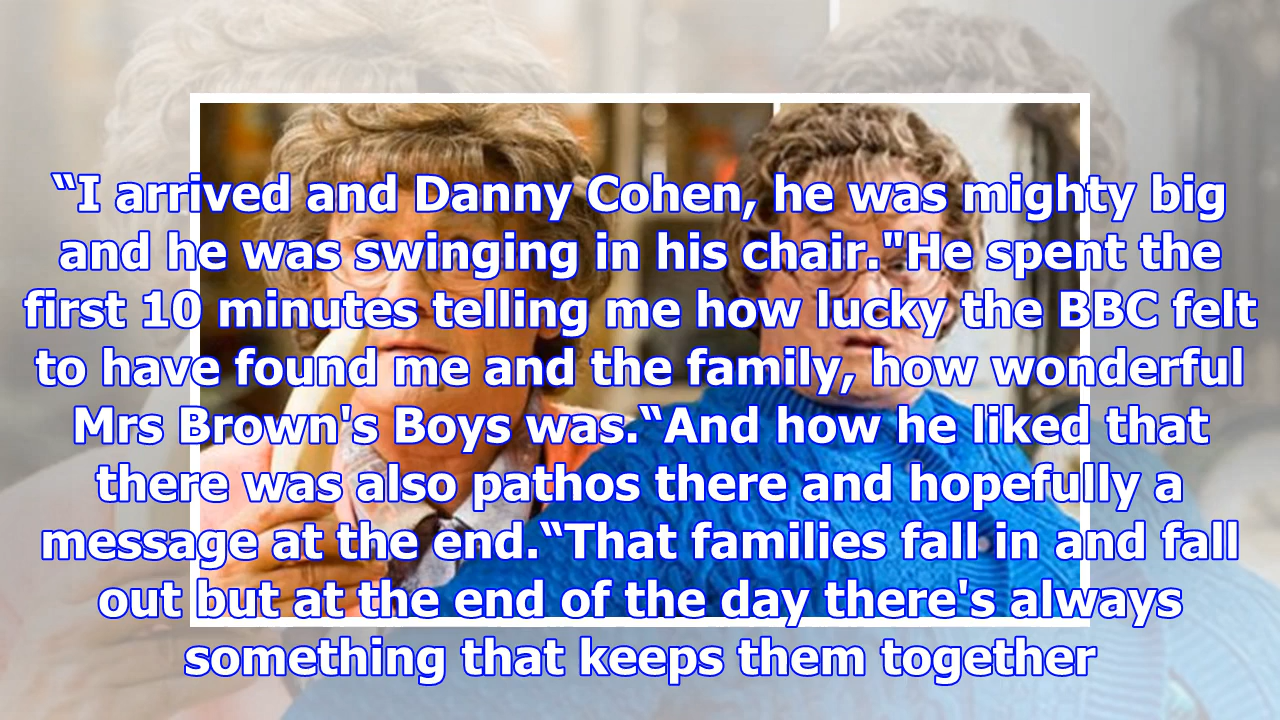 “I arrived and Danny Cohen, he was mighty big
and he was swinging in his chair."He spent the
first 10 minutes telling me how lucky the BBC felt
to have found me and the family, how wonderful
Mrs Brown's Boys was.“And how he liked that
there was also pathos there and hopefully a
message at the end.“That families fall in and fall
out but at the end of the day there's always
something that keeps them together